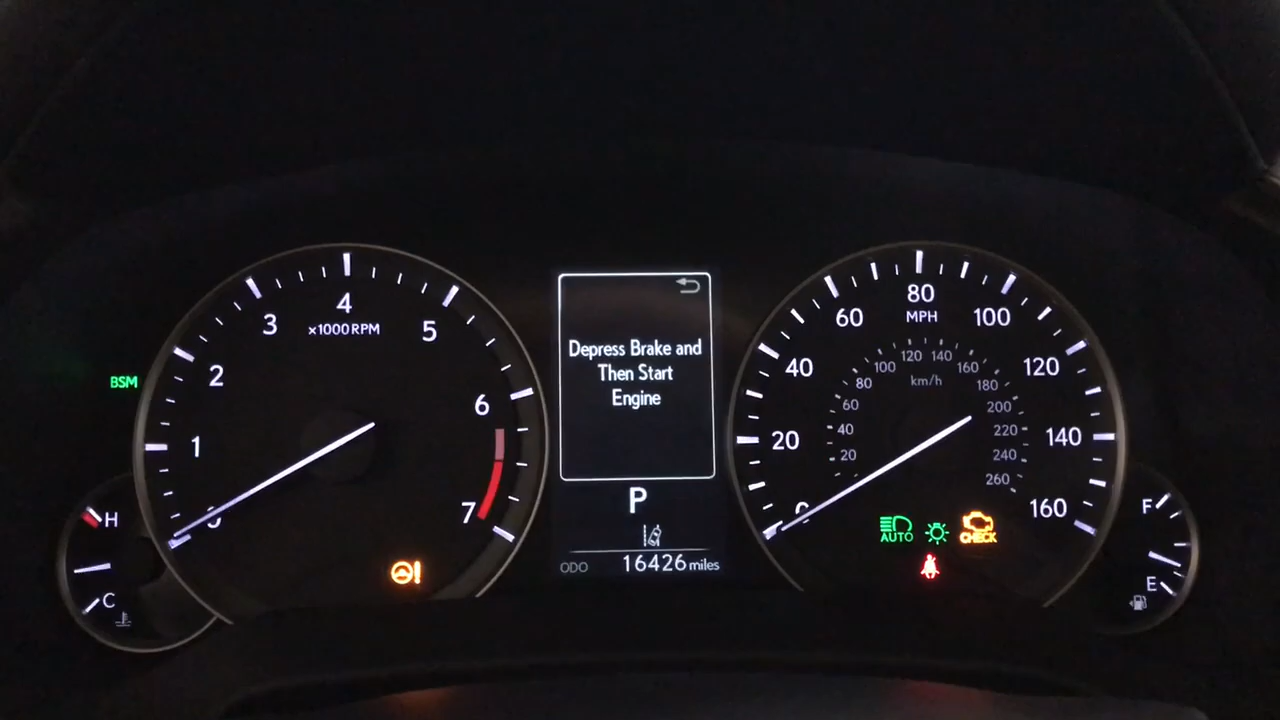 4
3
5
×1000 RPM
2
6
1
7
BSM
H
C
Depress Brake and
Then Start
Engine
P
ODO 16426 miles
80
MPH
60
100
40
120
20
140
160
120
140
100
160
80
km/h
180
60
200
40
220
20
240
260
AUTO
CHECK
F
E